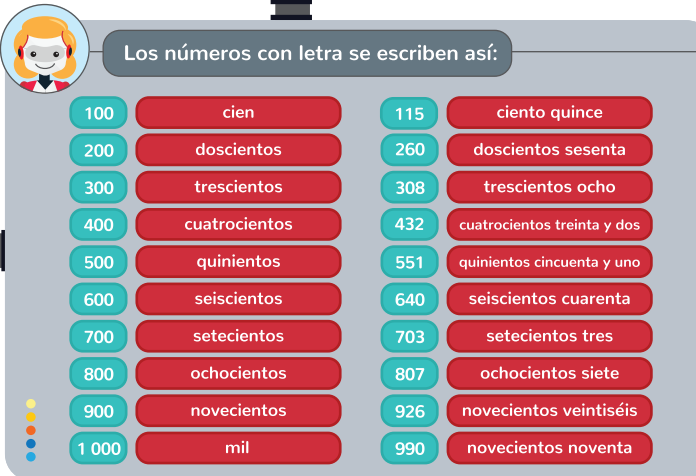 Los números con letra se escriben así:
100 cien
200 doscientos
300 trescientos
400 cuatrocientos
500 quinientos
600 seiscientos
700 setecientos
800 ochocientos
900 novecientos
1 000 mil
115 ciento quince
260 doscientos sesenta
308 trescientos ocho
432 cuatrocientos treinta y dos
551 quinientos cincuenta y uno
640 seiscientos cuarenta
703 setecientos tres
807 ochocientos siete
926 novecientos veintiséis
990 novecientos noventa